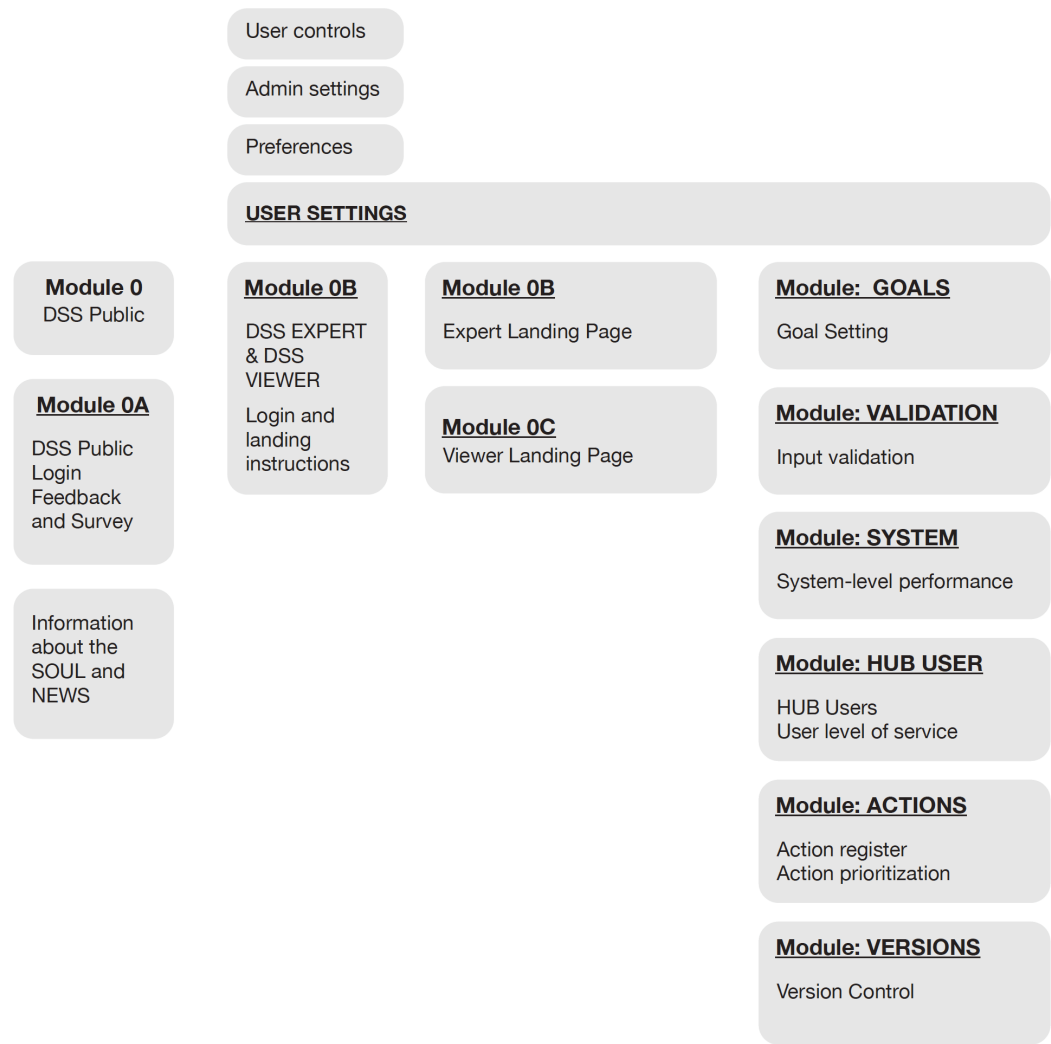 User controls
Admin settings
Preferences
USER SETTINGS
Module 0
DSS Public
Module 0A
DSS Public
Login
Feedback
and Survey
Information
about the
SOUL and
NEWS
Module 0B
DSS EXPERT
& DSS
VIEWER
Login and
landing
instructions
Module 0B
Expert Landing Page
Module 0C
Viewer Landing Page
Module:  GOALS
Goal Setting
Module: VALIDATION
Input validation
Module: SYSTEM
System-level performance
Module: HUB USER
HUB Users
User level of service
Module: ACTIONS
Action register
Action prioritization
Module: VERSIONS
Version Control